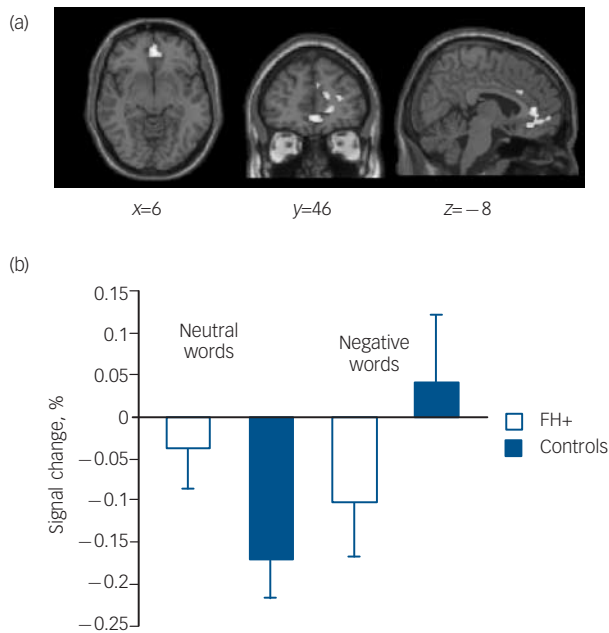 (a)
x=6
y=46
z=−8
(b)
0.15
0.1
0.05
0
−0.05
−0.1
−0.15
−0.2
−0.25
Signal change, %
Neutral
words
Negative
words
FH+
Controls